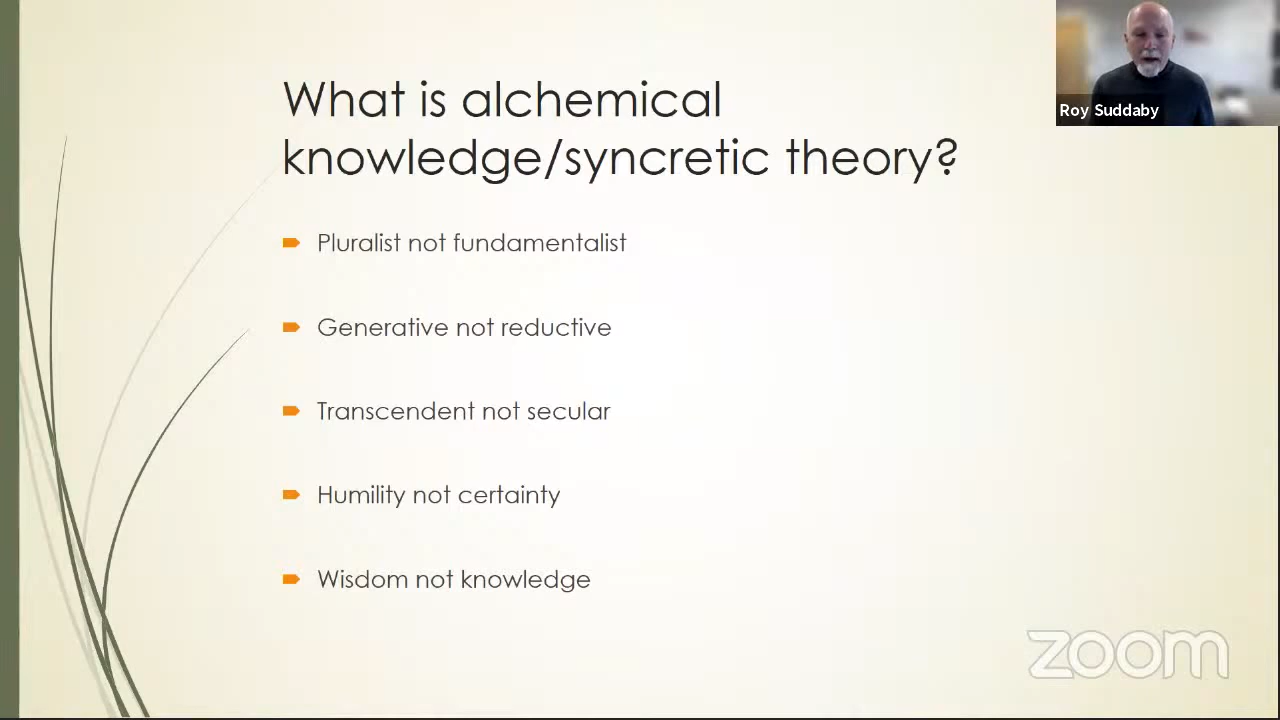 What is alchemical
knowledge/syncretic theory?
Pluralist not fundamentalist
Generative not reductive
Transcendent not secular
Humility not certainty
Wisdom not knowledge
Roy Suddaby
zoom